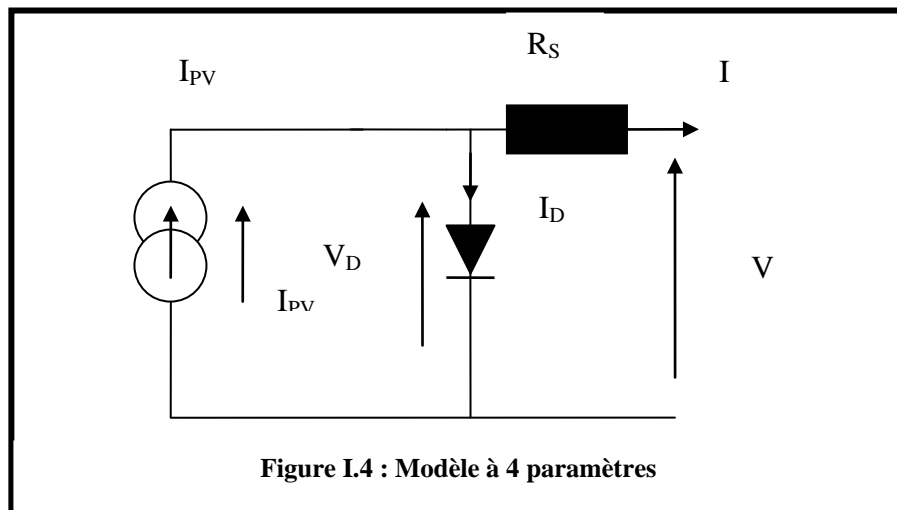 R_S
I_PV
I
I_D
V_D
V
I_PV
Figure I.4 : Modèle à 4 paramètres